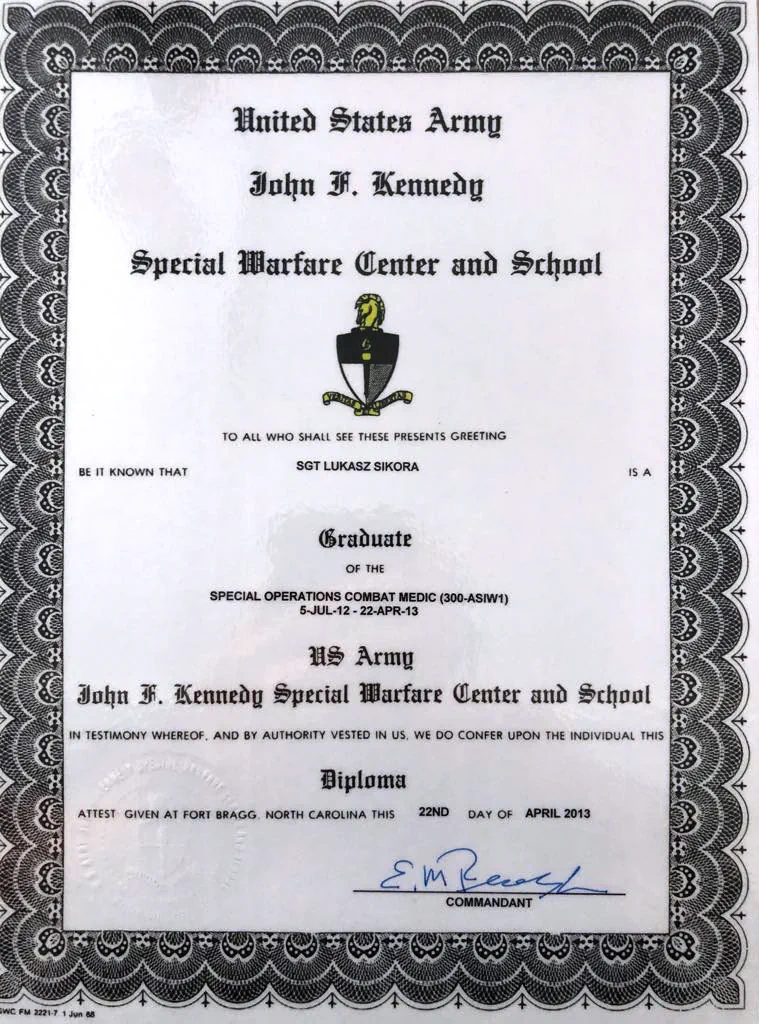 United States Army
John F. Kennedy
Special Warfare Center and School
VERITAS ET LIBERTAS
TO ALL WHO SHALL SEE THESE PRESENTS GREETING
BE IT KNOWN THAT SGT LUKASZ SIKORA IS A
Graduate
OF THE
SPECIAL OPERATIONS COMBAT MEDIC (300-ASIW1)
5-JUL-12 - 22-APR-13
US Army
John F. Kennedy Special Warfare Center and School
IN TESTIMONY WHEREOF, AND BY AUTHORITY VESTED IN US, WE DO CONFER UPON THE INDIVIDUAL THIS
Diploma
ATTEST GIVEN AT FORT BRAGG, NORTH CAROLINA THIS 22ND DAY OF APRIL 2013
COMMANDANT
SWC FM 2221-7 1 Jun 88